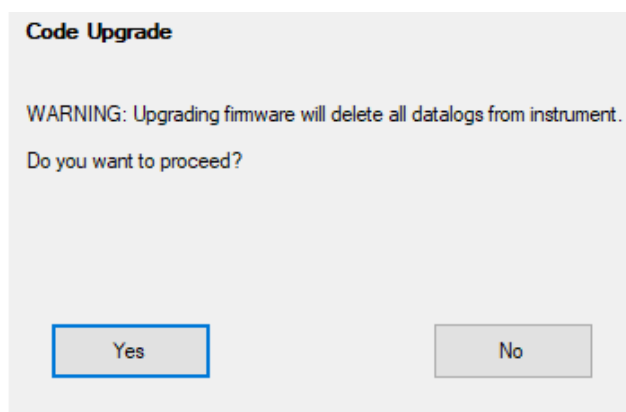 Code Upgrade
WARNING: Upgrading firmware will delete all datalogs from instrument.
Do you want to proceed?
Yes
No